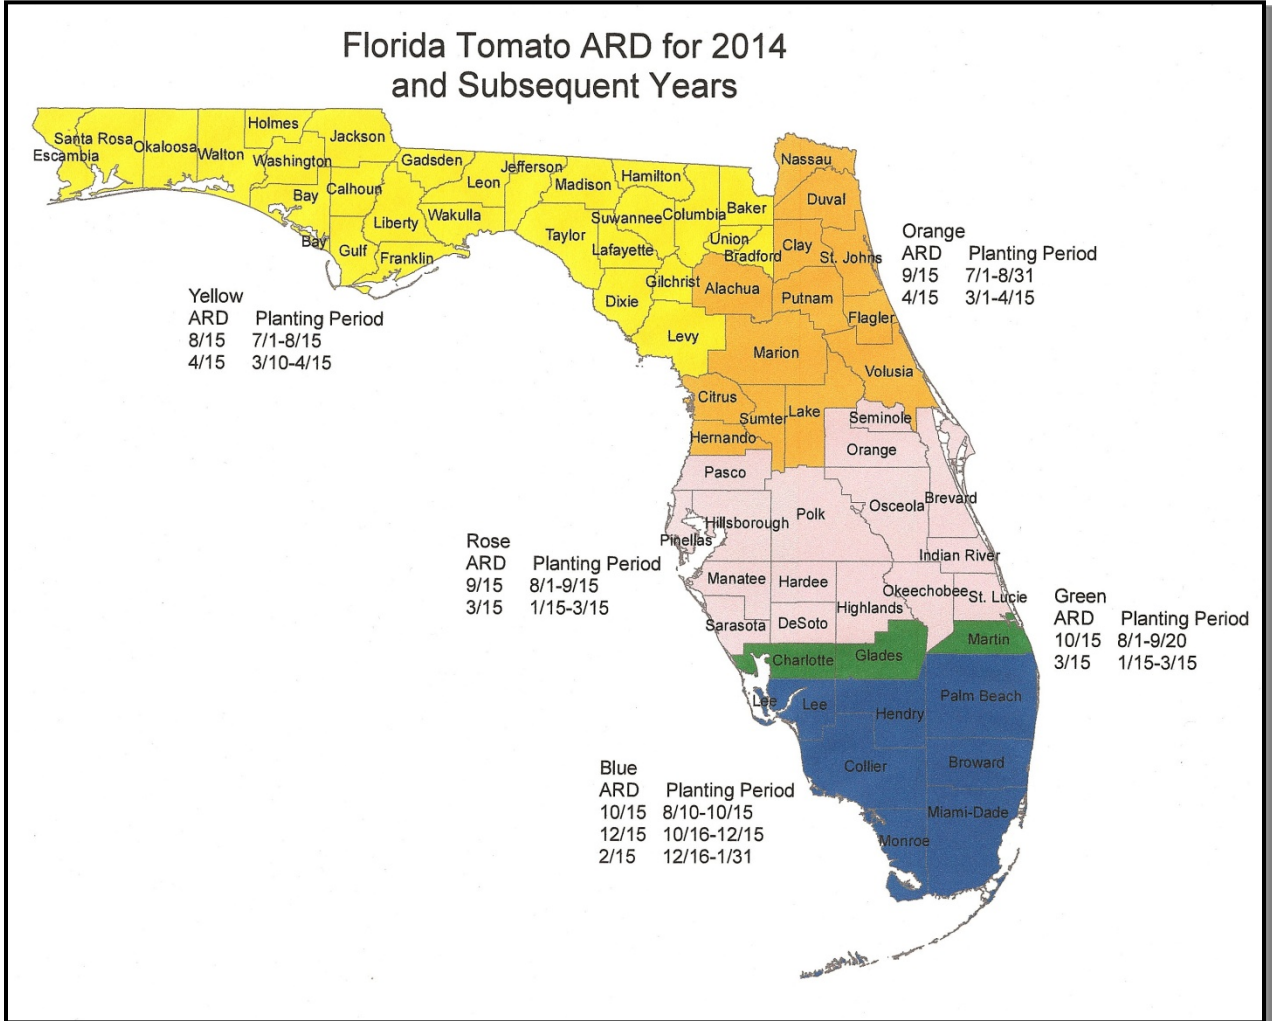 Florida Tomato ARD for 2014
and Subsequent Years
Holmes
Jackson
Santa Rosa
Okaloosa
Walton
Escambia
Washington
Gadsden
Jefferson
Hamilton
Leon
Madison
Bay
Calhoun
Liberty
Wakulla
Suwannee
Columbia
Baker
Taylor
Bay
Gulf
Franklin
Lafayette
Union
Bradford
Gilchrist
Dixie
Levy
Nassau
Duval
Clay
St. Johns
Alachua
Putnam
Flagler
Marion
Volusia
Citrus
Sumter
Lake
Hernando
Seminole
Orange
Pasco
Hillsborough
Polk
Osceola
Brevard
Pinellas
Indian River
Manatee
Hardee
Highlands
Okeechobee
St. Lucie
Sarasota
DeSoto
Martin
Charlotte
Glades
Lee
Lee
Hendry
Palm Beach
Collier
Broward
Miami-Dade
Monroe
Yellow
ARD Planting Period
8/15 7/1-8/15
4/15 3/10-4/15
Orange
ARD Planting Period
9/15 7/1-8/31
4/15 3/1-4/15
Rose
ARD Planting Period
9/15 8/1-9/15
3/15 1/15-3/15
Green
ARD Planting Period
10/15 8/1-9/20
3/15 1/15-3/15
Blue
ARD Planting Period
10/15 8/10-10/15
12/15 10/16-12/15
2/15 12/16-1/31